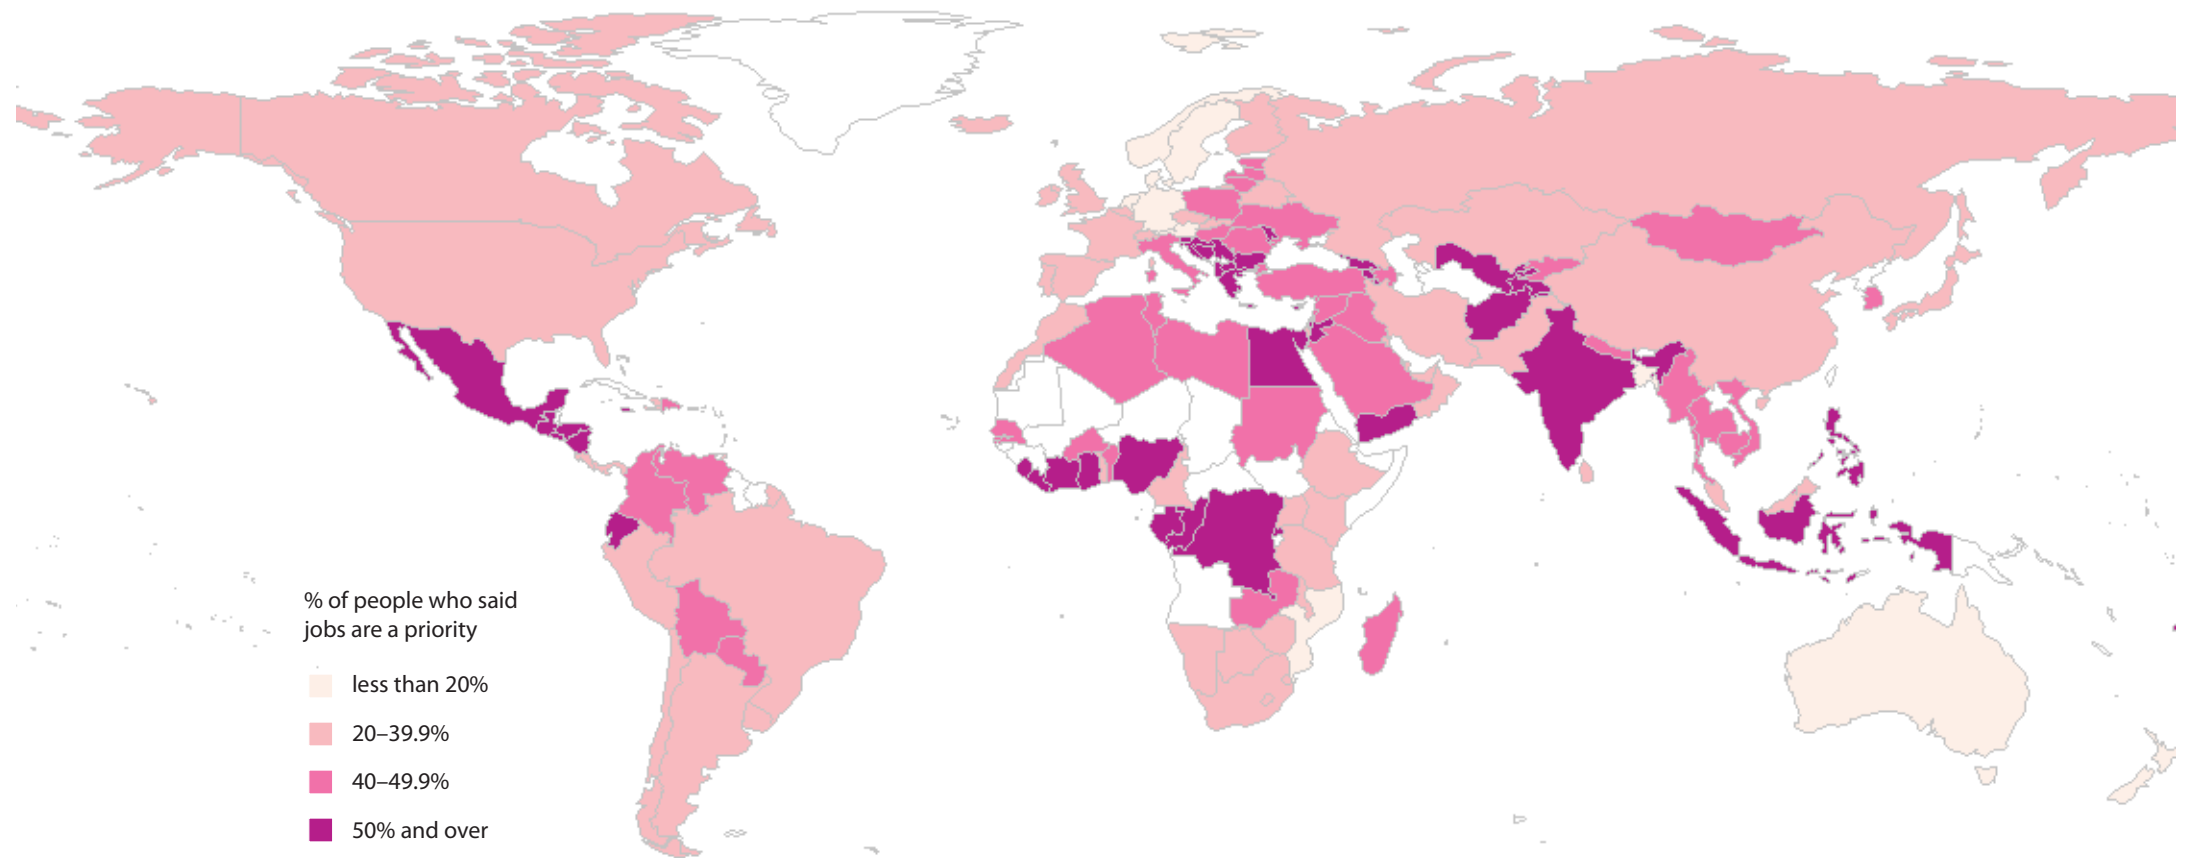 % of people who said
jobs are a priority
less than 20%
20–39.9%
40–49.9%
50% and over